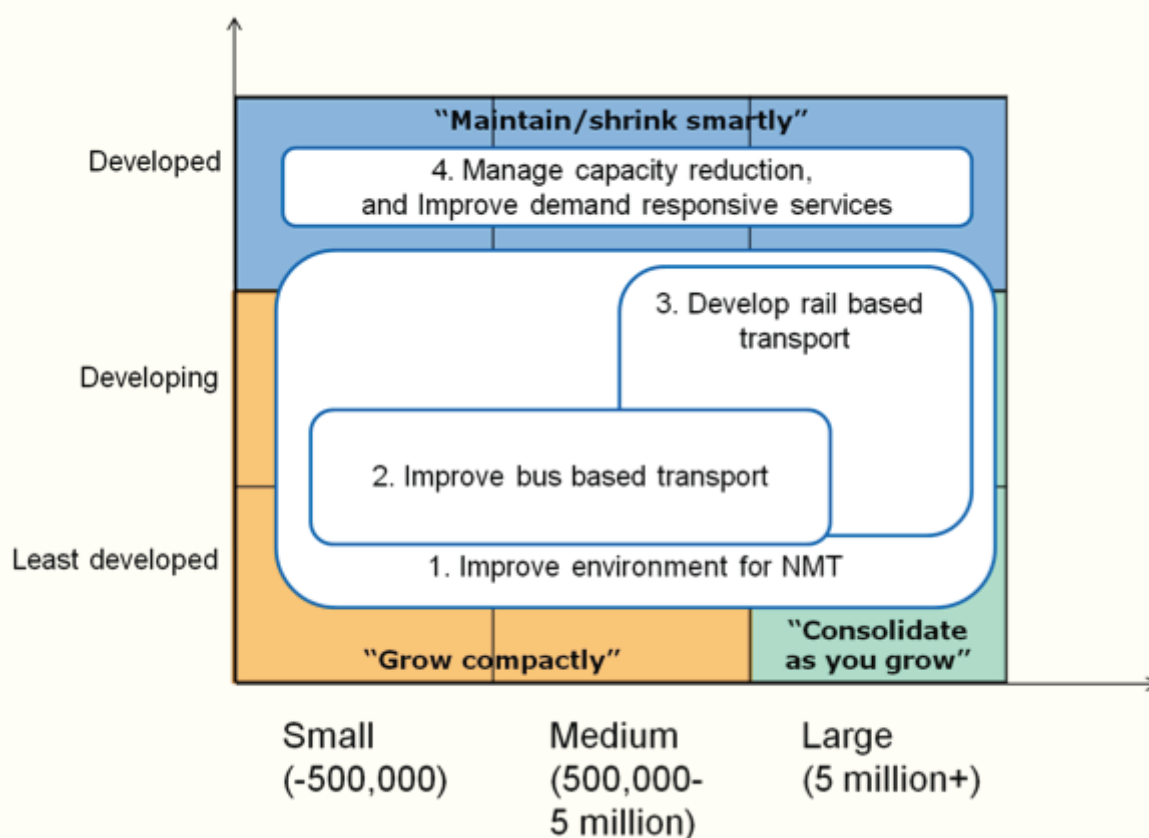 “Maintain/shrink smartly”
Developed
4. Manage capacity reduction,
and Improve demand responsive services
3. Develop rail based
transport
Developing
2. Improve bus based transport
Least developed
1. Improve environment for NMT
“Grow compactly”
“Consolidate
as you grow”
Small
(-500,000)
Medium
(500,000-
5 million)
Large
(5 million+)